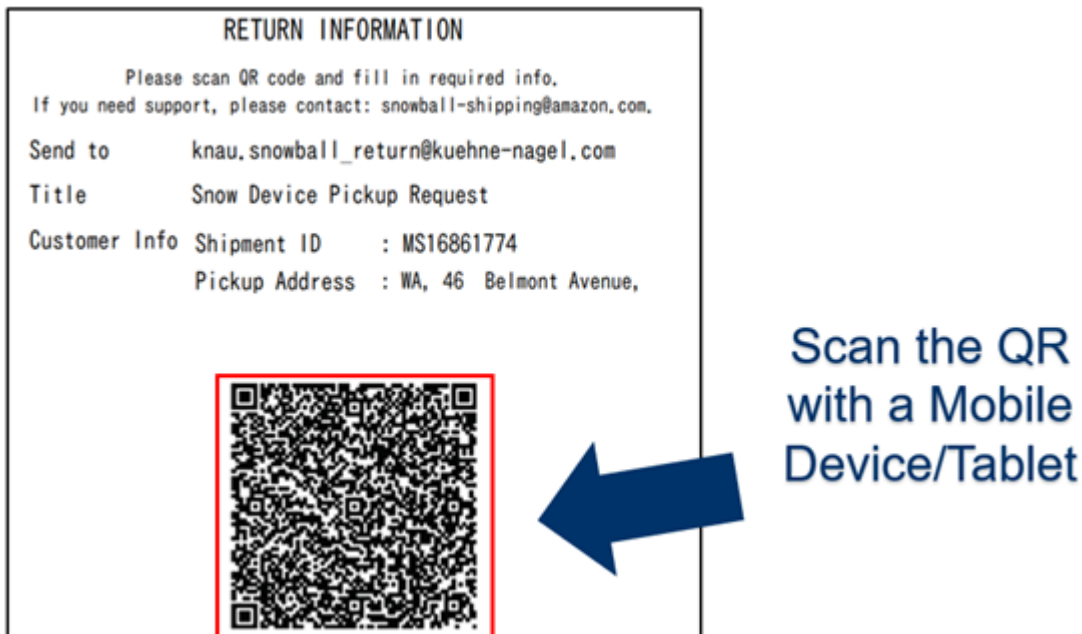 RETURN INFORMATION
Please scan QR code and fill in required info.
If you need support, please contact: snowball-shipping@amazon.com.
Send to knau.snowball_return@kuehne-nagel.com
Title Snow Device Pickup Request
Customer Info Shipment ID : MS16861774
Pickup Address : WA, 46 Belmont Avenue,
Scan the QR
with a Mobile
Device/Tablet